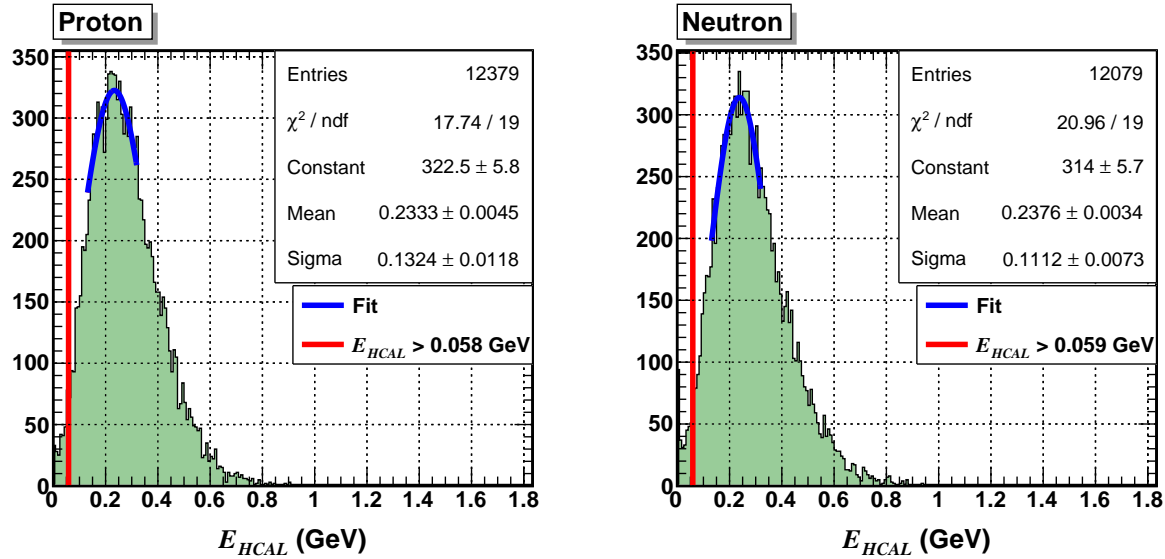 Proton
Entries 12379
χ² / ndf 17.74 / 19
Constant 322.5 ± 5.8
Mean 0.2333 ± 0.0045
Sigma 0.1324 ± 0.0118
Fit
E_HCAL > 0.058 GeV
350
300
250
200
150
100
50
0
0 0.2 0.4 0.6 0.8 1 1.2 1.4 1.6 1.8
E_HCAL (GeV)
Neutron
Entries 12079
χ² / ndf 20.96 / 19
Constant 314 ± 5.7
Mean 0.2376 ± 0.0034
Sigma 0.1112 ± 0.0073
Fit
E_HCAL > 0.059 GeV
350
300
250
200
150
100
50
0
0 0.2 0.4 0.6 0.8 1 1.2 1.4 1.6 1.8
E_HCAL (GeV)